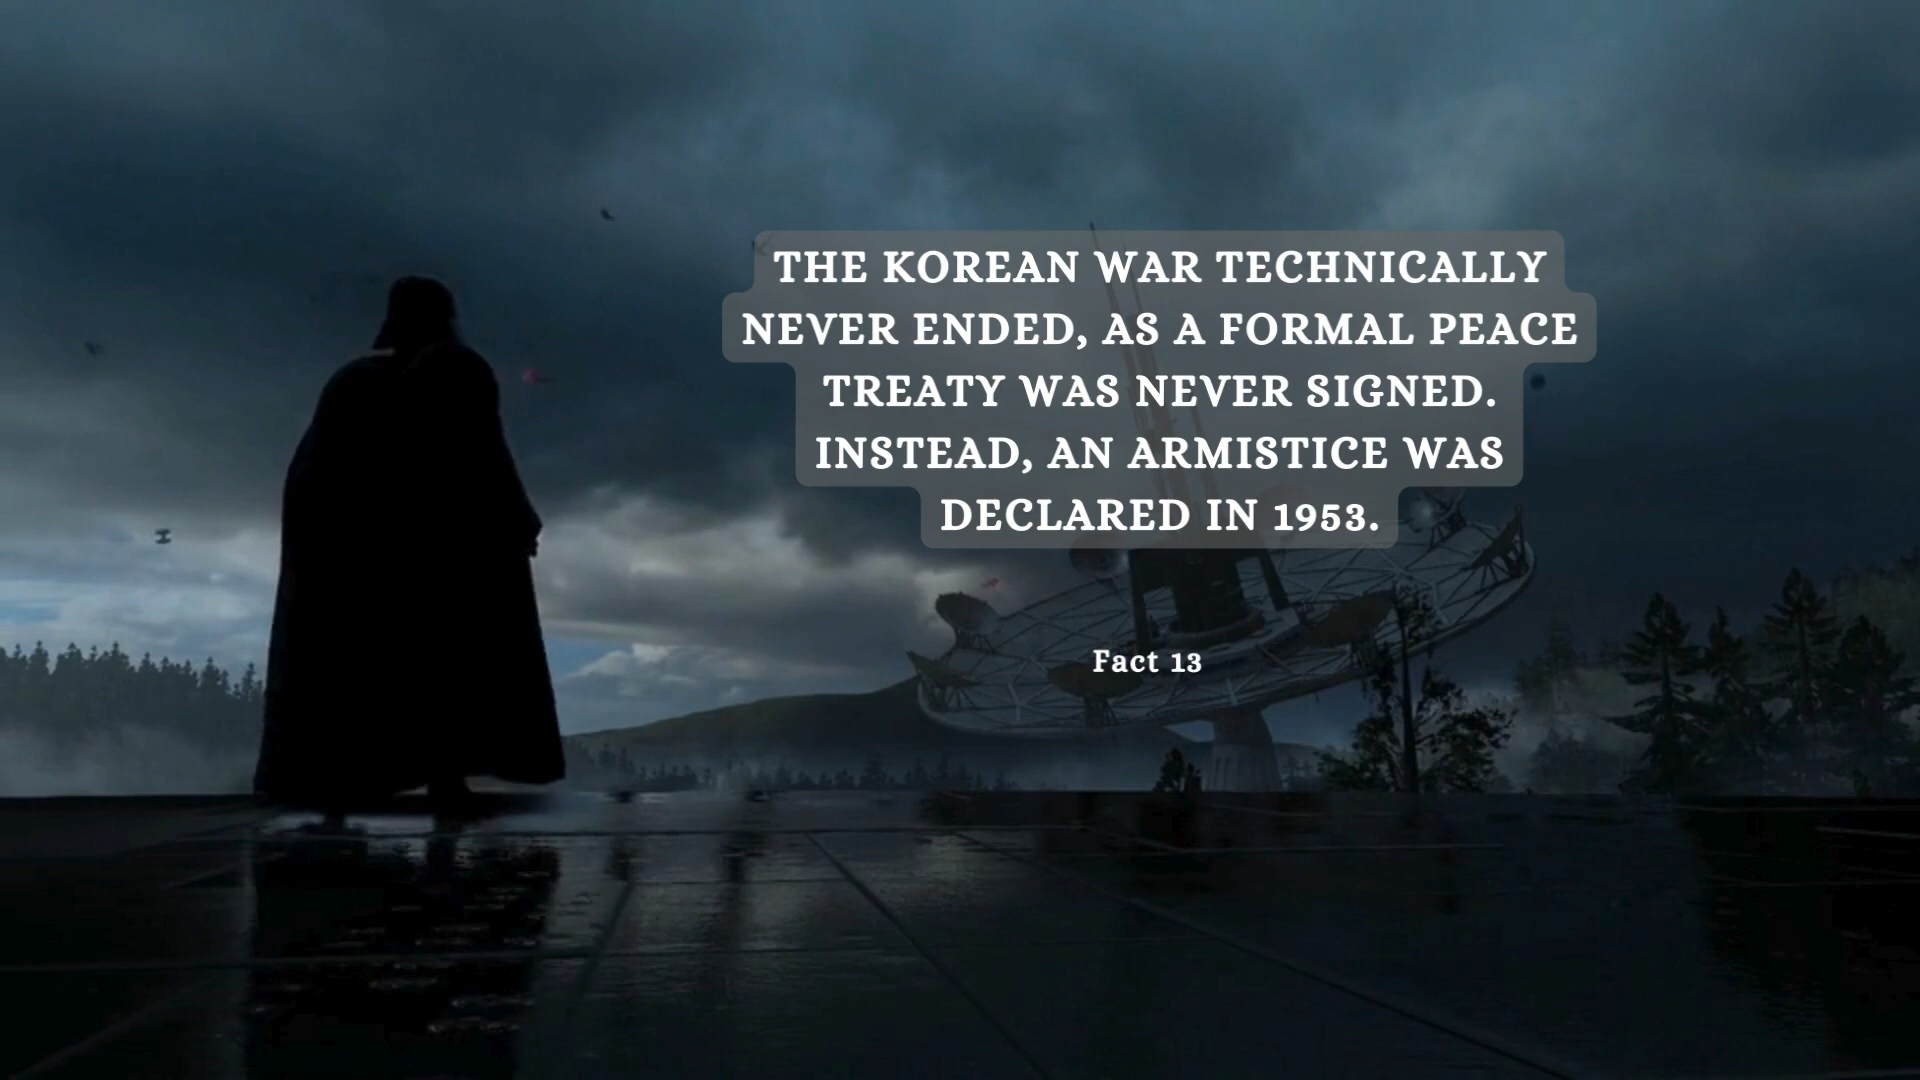 THE KOREAN WAR TECHNICALLY
NEVER ENDED, AS A FORMAL PEACE
TREATY WAS NEVER SIGNED.
INSTEAD, AN ARMISTICE WAS
DECLARED IN 1953.
Fact 13